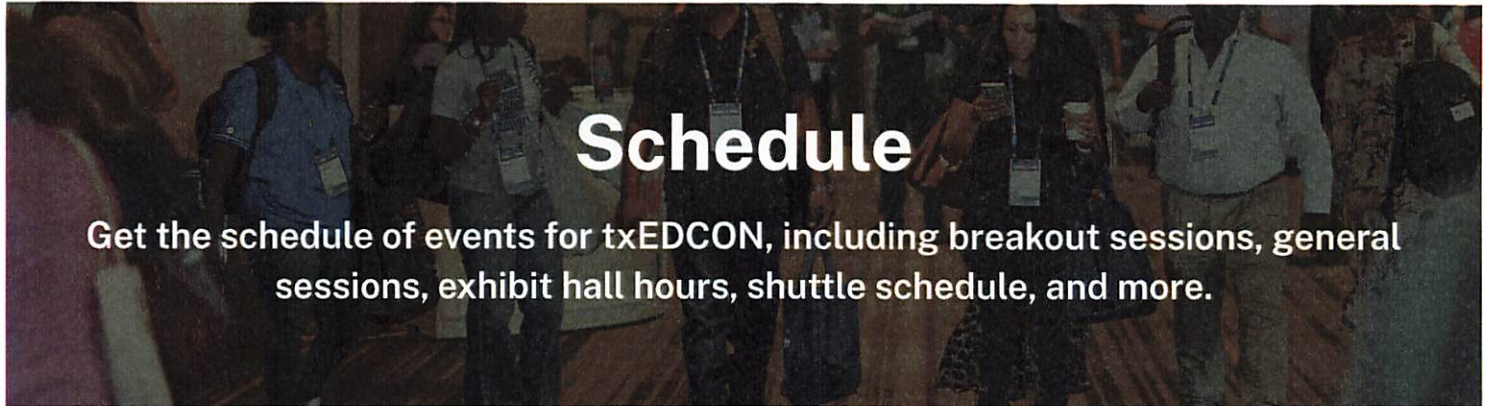 Schedule
Get the schedule of events for txEDCON, including breakout sessions, general
sessions, exhibit hall hours, shuttle schedule, and more.